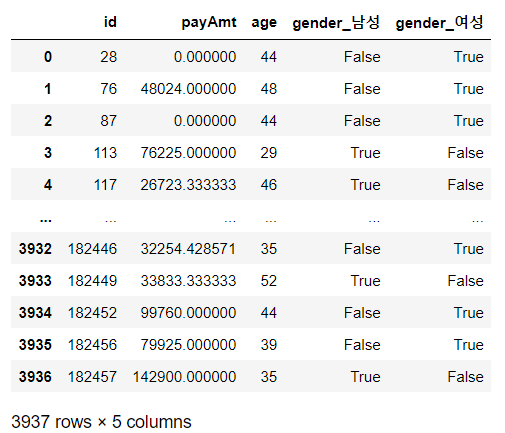 id payAmt age gender_남성 gender_여성
0 28 0.000000 44 False True
1 76 48024.000000 48 False True
2 87 0.000000 44 False True
3 113 76225.000000 29 True False
4 117 26723.333333 46 True False
... ... ... ... ... ...
3932 182446 32254.428571 35 False True
3933 182449 33833.333333 52 True False
3934 182452 99760.000000 44 False True
3935 182456 79925.000000 39 False True
3936 182457 142900.000000 35 True False
3937 rows × 5 columns